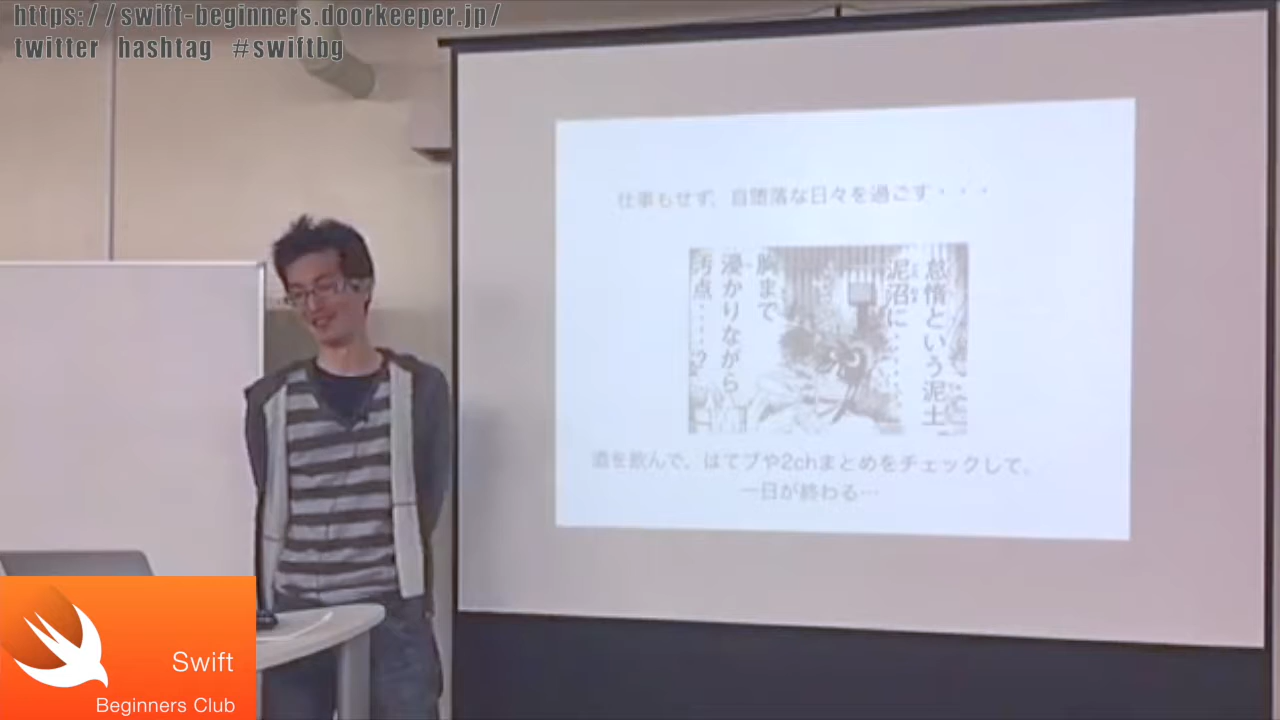 https://swift-beginners.doorkeeper.jp/
twitter hashtag #swiftbg
仕事もせず、自堕落な日々を過ごす・・・
怠惰という泥土
泥沼に・・・・・・・・
胸まで
浸かりながら
汚点・・・・・?
酒を飲んで、はてブや2chまとめをチェックして、
一日が終わる…
Swift
Beginners Club